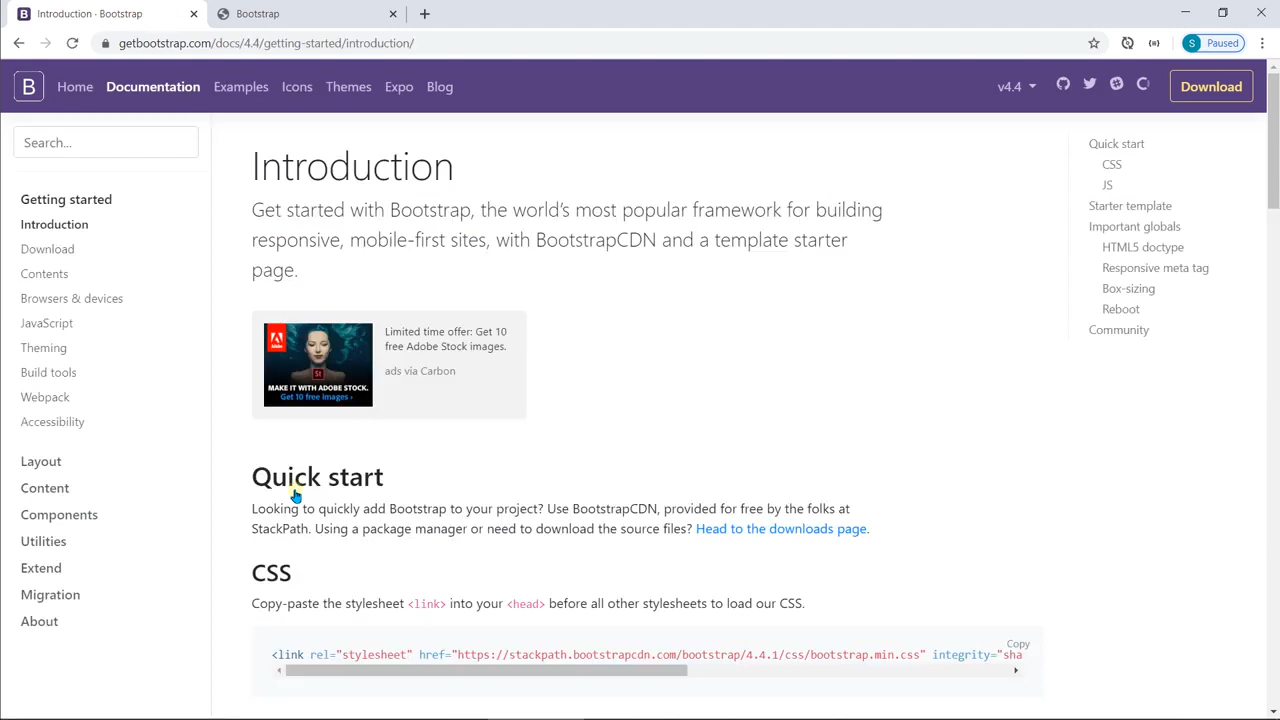 Introduction · Bootstrap
Bootstrap
getbootstrap.com/docs/4.4/getting-started/introduction/
S Paused
B Home Documentation Examples Icons Themes Expo Blog v4.4 Download
Search...
Getting started
Introduction
Download
Contents
Browsers & devices
JavaScript
Theming
Build tools
Webpack
Accessibility
Layout
Content
Components
Utilities
Extend
Migration
About
Introduction
Get started with Bootstrap, the world's most popular framework for building
responsive, mobile-first sites, with BootstrapCDN and a template starter
page.
MAKE IT WITH ADOBE STOCK.
Get 10 free images ›
St
Limited time offer: Get 10
free Adobe Stock images.
ads via Carbon
Quick start
Looking to quickly add Bootstrap to your project? Use BootstrapCDN, provided for free by the folks at
StackPath. Using a package manager or need to download the source files? Head to the downloads page.
CSS
Copy-paste the stylesheet <link> into your <head> before all other stylesheets to load our CSS.
Copy
<link rel="stylesheet" href="https://stackpath.bootstrapcdn.com/bootstrap/4.4.1/css/bootstrap.min.css" integrity="sha
Quick start
CSS
JS
Starter template
Important globals
HTML5 doctype
Responsive meta tag
Box-sizing
Reboot
Community